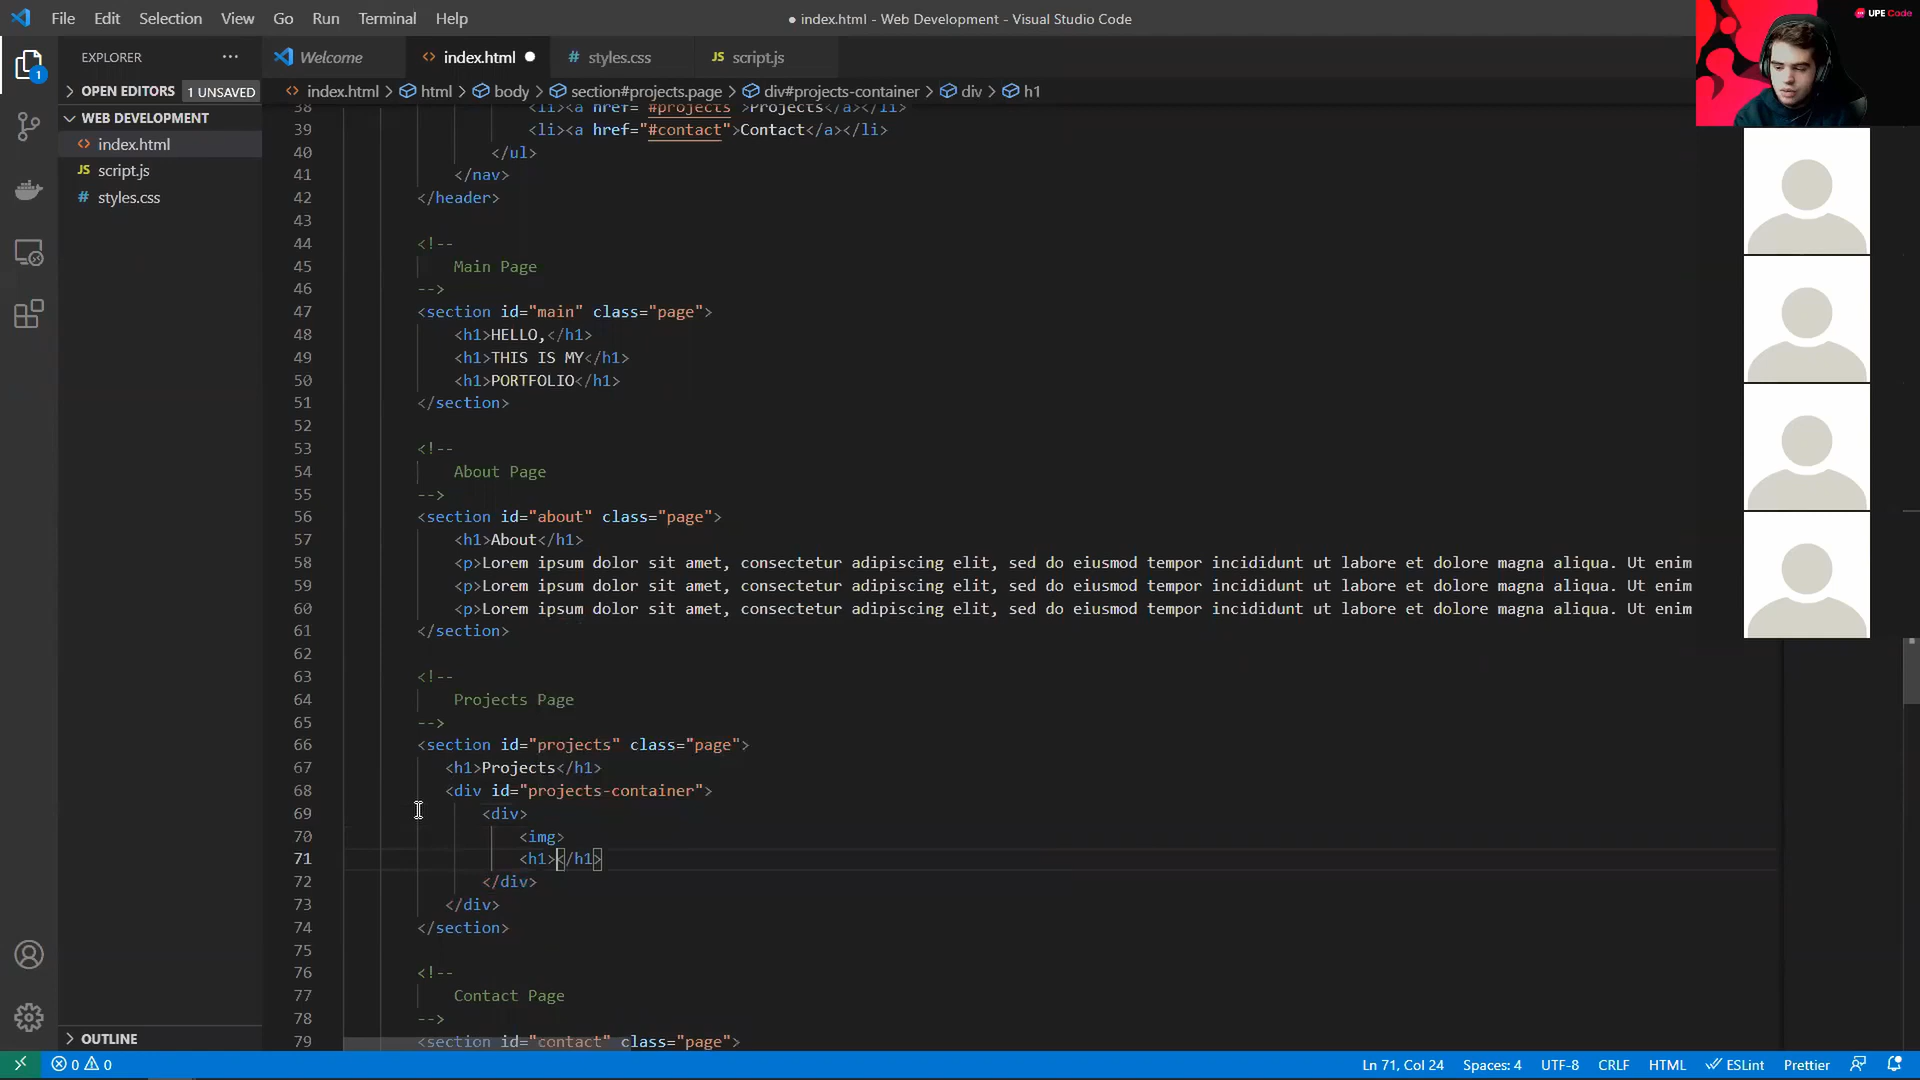 File Edit Selection View Go Run Terminal Help
● index.html - Web Development - Visual Studio Code
UPE Code
EXPLORER
OPEN EDITORS 1 UNSAVED
WEB DEVELOPMENT
index.html
script.js
styles.css
OUTLINE
Welcome index.html styles.css script.js
index.html > html > body > section#projects.page > div#projects-container > div > h1
38 <li><a href="#projects">Projects</a></li>
39 <li><a href="#contact">Contact</a></li>
40 </ul>
41 </nav>
42 </header>
43
44 <!--
45 Main Page
46 -->
47 <section id="main" class="page">
48 <h1>HELLO,</h1>
49 <h1>THIS IS MY</h1>
50 <h1>PORTFOLIO</h1>
51 </section>
52
53 <!--
54 About Page
55 -->
56 <section id="about" class="page">
57 <h1>About</h1>
58 <p>Lorem ipsum dolor sit amet, consectetur adipiscing elit, sed do eiusmod tempor incididunt ut labore et dolore magna aliqua. Ut enim
59 <p>Lorem ipsum dolor sit amet, consectetur adipiscing elit, sed do eiusmod tempor incididunt ut labore et dolore magna aliqua. Ut enim
60 <p>Lorem ipsum dolor sit amet, consectetur adipiscing elit, sed do eiusmod tempor incididunt ut labore et dolore magna aliqua. Ut enim
61 </section>
62
63 <!--
64 Projects Page
65 -->
66 <section id="projects" class="page">
67 <h1>Projects</h1>
68 <div id="projects-container">
69 <div>
70 <img>
71 <h1></h1>
72 </div>
73 </div>
74 </section>
75
76 <!--
77 Contact Page
78 -->
79 <section id="contact" class="page">
0 0
Ln 71, Col 24 Spaces: 4 UTF-8 CRLF HTML ESLint Prettier